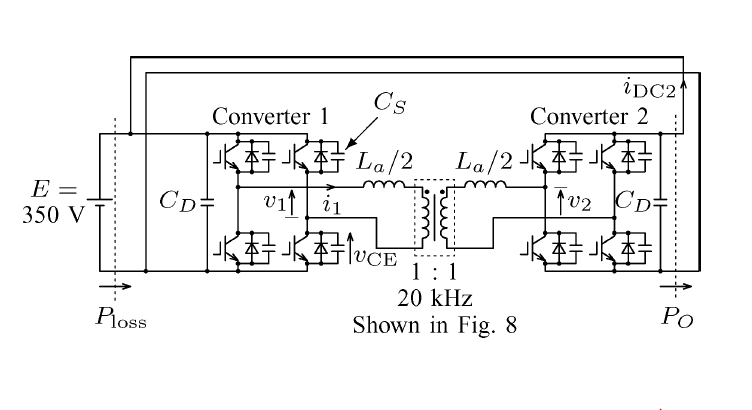 i_DC2
C_S
Converter 1
Converter 2
L_a/2
L_a/2
E =
350 V
C_D
v_1
i_1
v_2
C_D
v_CE
1 : 1
20 kHz
Shown in Fig. 8
P_loss
P_O